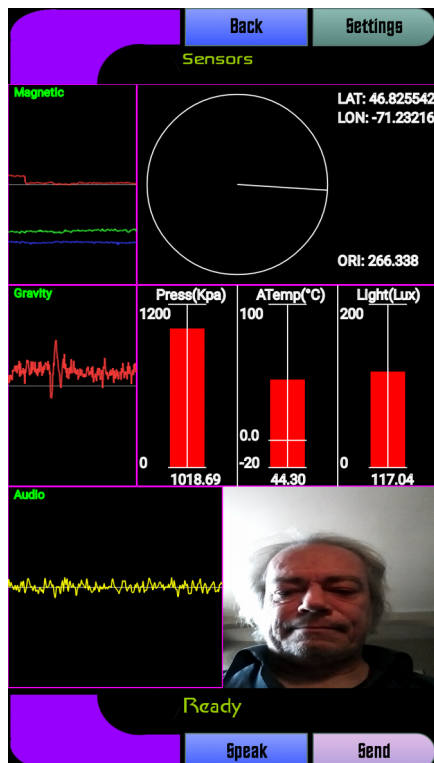 Back
Settings
Sensors
Magnetic
LAT: 46.825542
LON: -71.23216
ORI: 266.338
Gravity
Press(Kpa)
ATemp(°C)
Light(Lux)
1200
100
200
0.0
0
-20
0
1018.69
44.30
117.04
Audio
Ready
Speak
Send